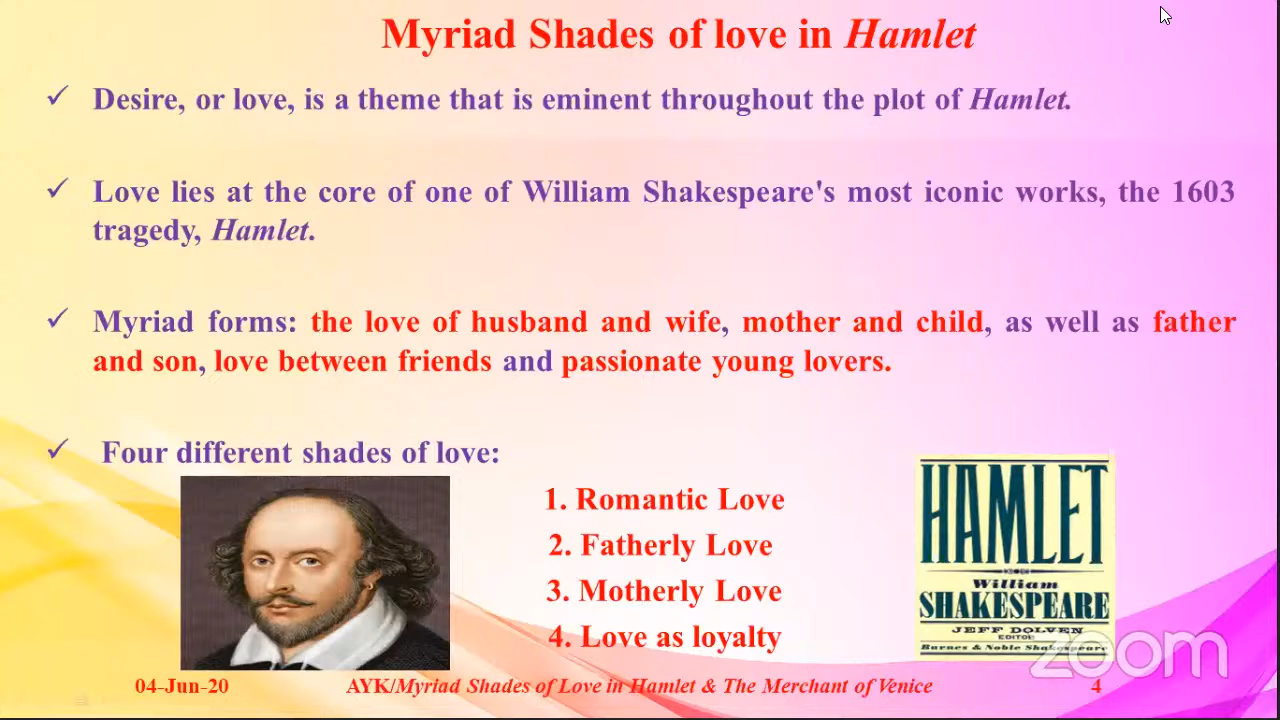 Myriad Shades of love in Hamlet
✓ Desire, or love, is a theme that is eminent throughout the plot of Hamlet.
✓ Love lies at the core of one of William Shakespeare's most iconic works, the 1603
tragedy, Hamlet.
✓ Myriad forms: the love of husband and wife, mother and child, as well as father
and son, love between friends and passionate young lovers.
✓ Four different shades of love:
1. Romantic Love
2. Fatherly Love
3. Motherly Love
4. Love as loyalty
HAMLET
William
SHAKESPEARE
JEFF DOLVEN
EDITOR
Barnes & Noble Shakespeare
zoom
04-Jun-20 AYK/Myriad Shades of Love in Hamlet & The Merchant of Venice 4